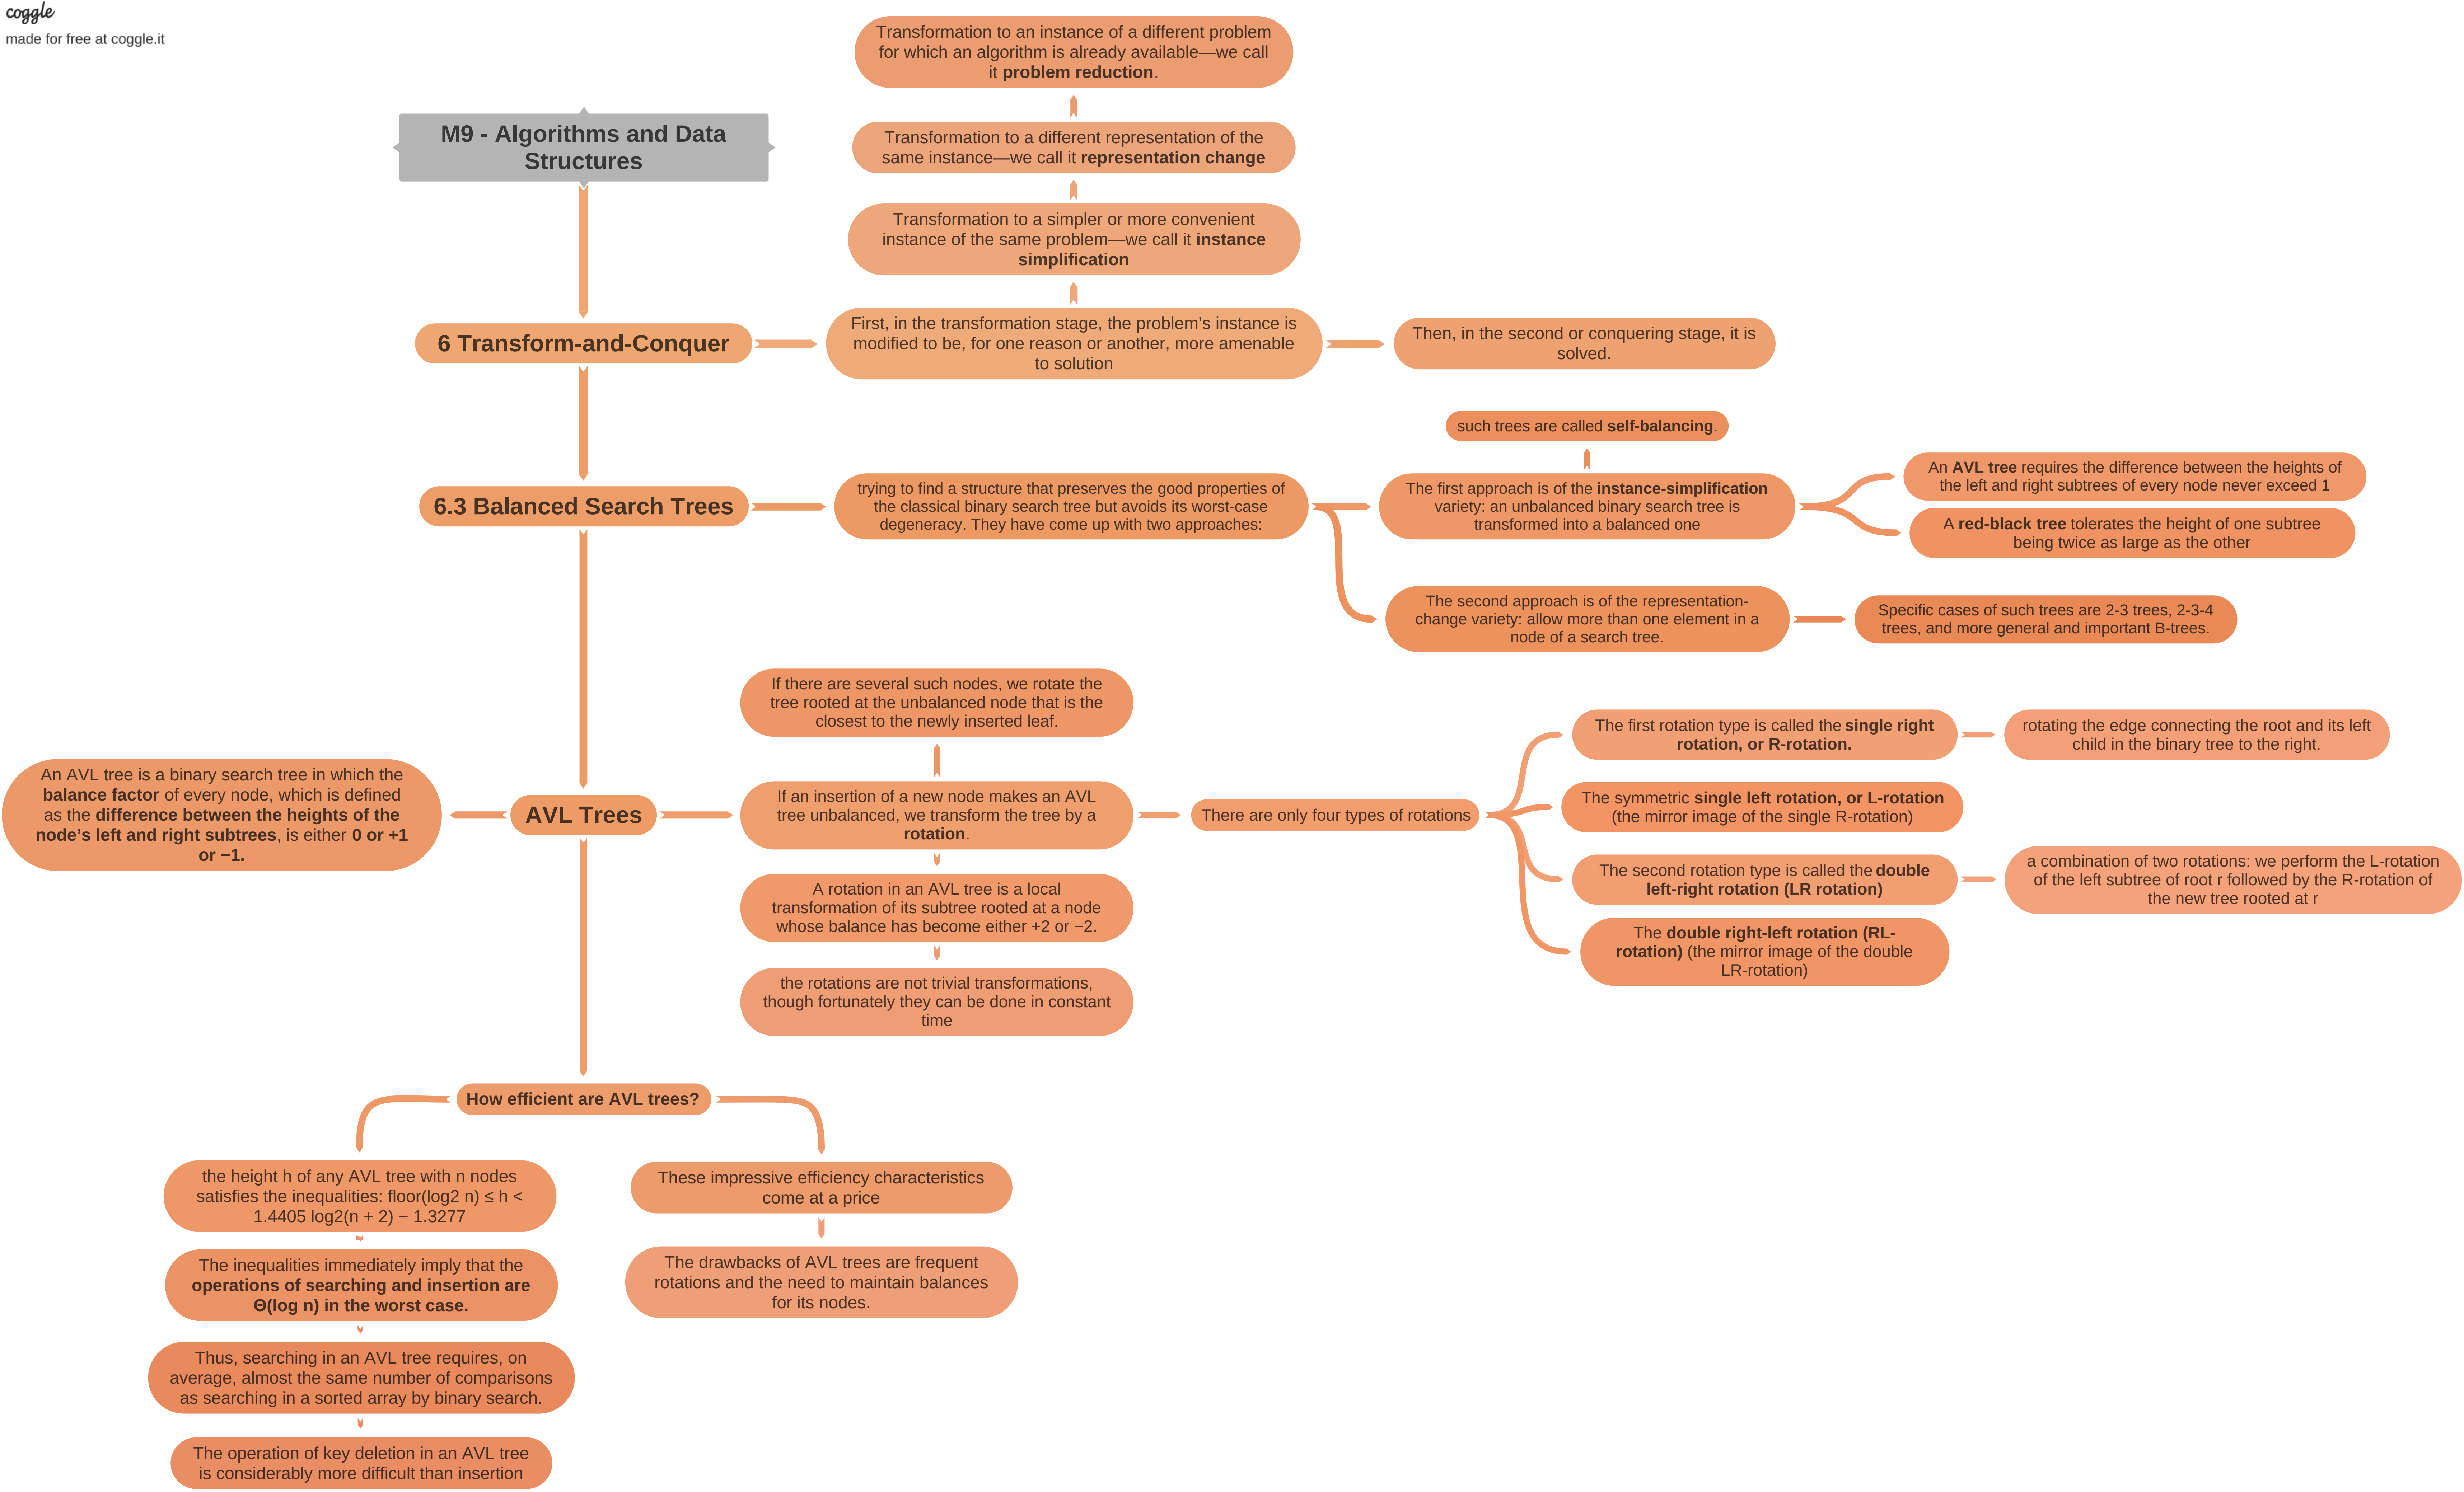 coggle
made for free at coggle.it
Transformation to an instance of a different problem
for which an algorithm is already available—we call
it problem reduction.
M9 - Algorithms and Data
Structures
Transformation to a different representation of the
same instance—we call it representation change
Transformation to a simpler or more convenient
instance of the same problem—we call it instance
simplification
6 Transform-and-Conquer
First, in the transformation stage, the problem’s instance is
modified to be, for one reason or another, more amenable
to solution
Then, in the second or conquering stage, it is
solved.
such trees are called self-balancing.
6.3 Balanced Search Trees
trying to find a structure that preserves the good properties of
the classical binary search tree but avoids its worst-case
degeneracy. They have come up with two approaches:
The first approach is of the instance-simplification
variety: an unbalanced binary search tree is
transformed into a balanced one
An AVL tree requires the difference between the heights of
the left and right subtrees of every node never exceed 1
A red-black tree tolerates the height of one subtree
being twice as large as the other
The second approach is of the representation-
change variety: allow more than one element in a
node of a search tree.
Specific cases of such trees are 2-3 trees, 2-3-4
trees, and more general and important B-trees.
If there are several such nodes, we rotate the
tree rooted at the unbalanced node that is the
closest to the newly inserted leaf.
An AVL tree is a binary search tree in which the
balance factor of every node, which is defined
as the difference between the heights of the
node’s left and right subtrees, is either 0 or +1
or −1.
AVL Trees
If an insertion of a new node makes an AVL
tree unbalanced, we transform the tree by a
rotation.
There are only four types of rotations
The first rotation type is called the single right
rotation, or R-rotation.
rotating the edge connecting the root and its left
child in the binary tree to the right.
The symmetric single left rotation, or L-rotation
(the mirror image of the single R-rotation)
The second rotation type is called the double
left-right rotation (LR rotation)
a combination of two rotations: we perform the L-rotation
of the left subtree of root r followed by the R-rotation of
the new tree rooted at r
The double right-left rotation (RL-
rotation) (the mirror image of the double
LR-rotation)
A rotation in an AVL tree is a local
transformation of its subtree rooted at a node
whose balance has become either +2 or −2.
the rotations are not trivial transformations,
though fortunately they can be done in constant
time
How efficient are AVL trees?
the height h of any AVL tree with n nodes
satisfies the inequalities: floor(log2 n) ≤ h <
1.4405 log2(n + 2) − 1.3277
The inequalities immediately imply that the
operations of searching and insertion are
Θ(log n) in the worst case.
Thus, searching in an AVL tree requires, on
average, almost the same number of comparisons
as searching in a sorted array by binary search.
The operation of key deletion in an AVL tree
is considerably more difficult than insertion
These impressive efficiency characteristics
come at a price
The drawbacks of AVL trees are frequent
rotations and the need to maintain balances
for its nodes.